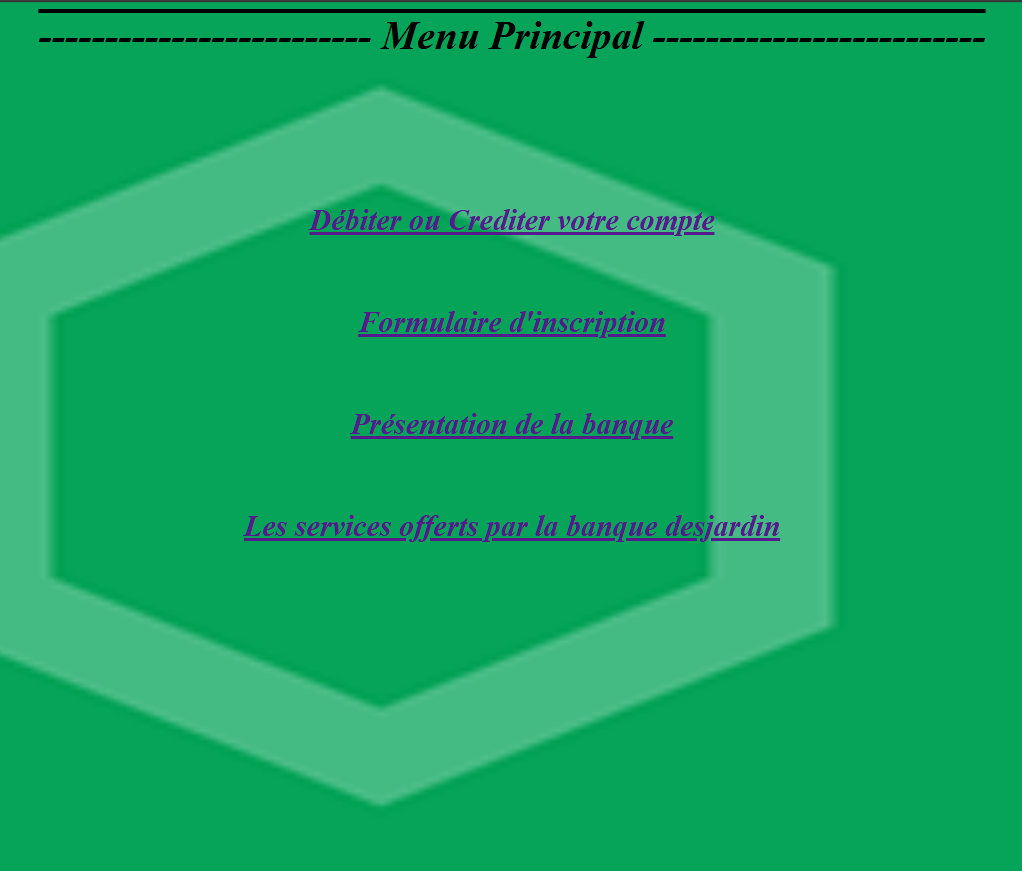 ------------------------- Menu Principal -------------------------
Débiter ou Crediter votre compte
Formulaire d'inscription
Présentation de la banque
Les services offerts par la banque desjardin